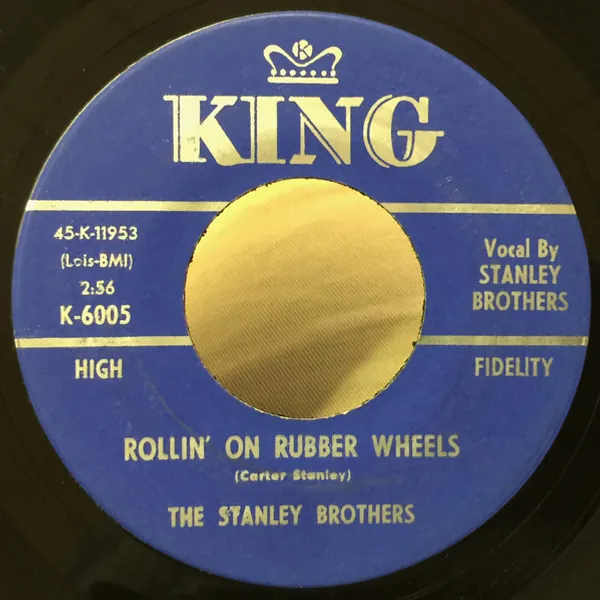 K
KING
45-K-11953
(Lois-BMI)
2:56
K-6005
Vocal By
STANLEY
BROTHERS
HIGH
FIDELITY
ROLLIN' ON RUBBER WHEELS
(Carter Stanley)
THE STANLEY BROTHERS